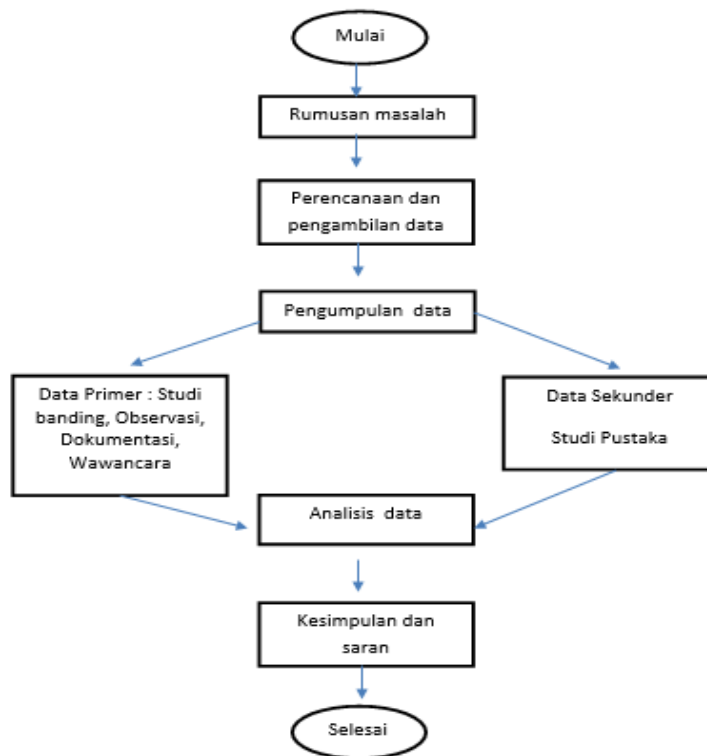 Mulai
Rumusan masalah
Perencanaan dan
pengambilan data
Pengumpulan data
Data Primer : Studi
banding, Observasi,
Dokumentasi,
Wawancara
Data Sekunder
Studi Pustaka
Analisis data
Kesimpulan dan
saran
Selesai